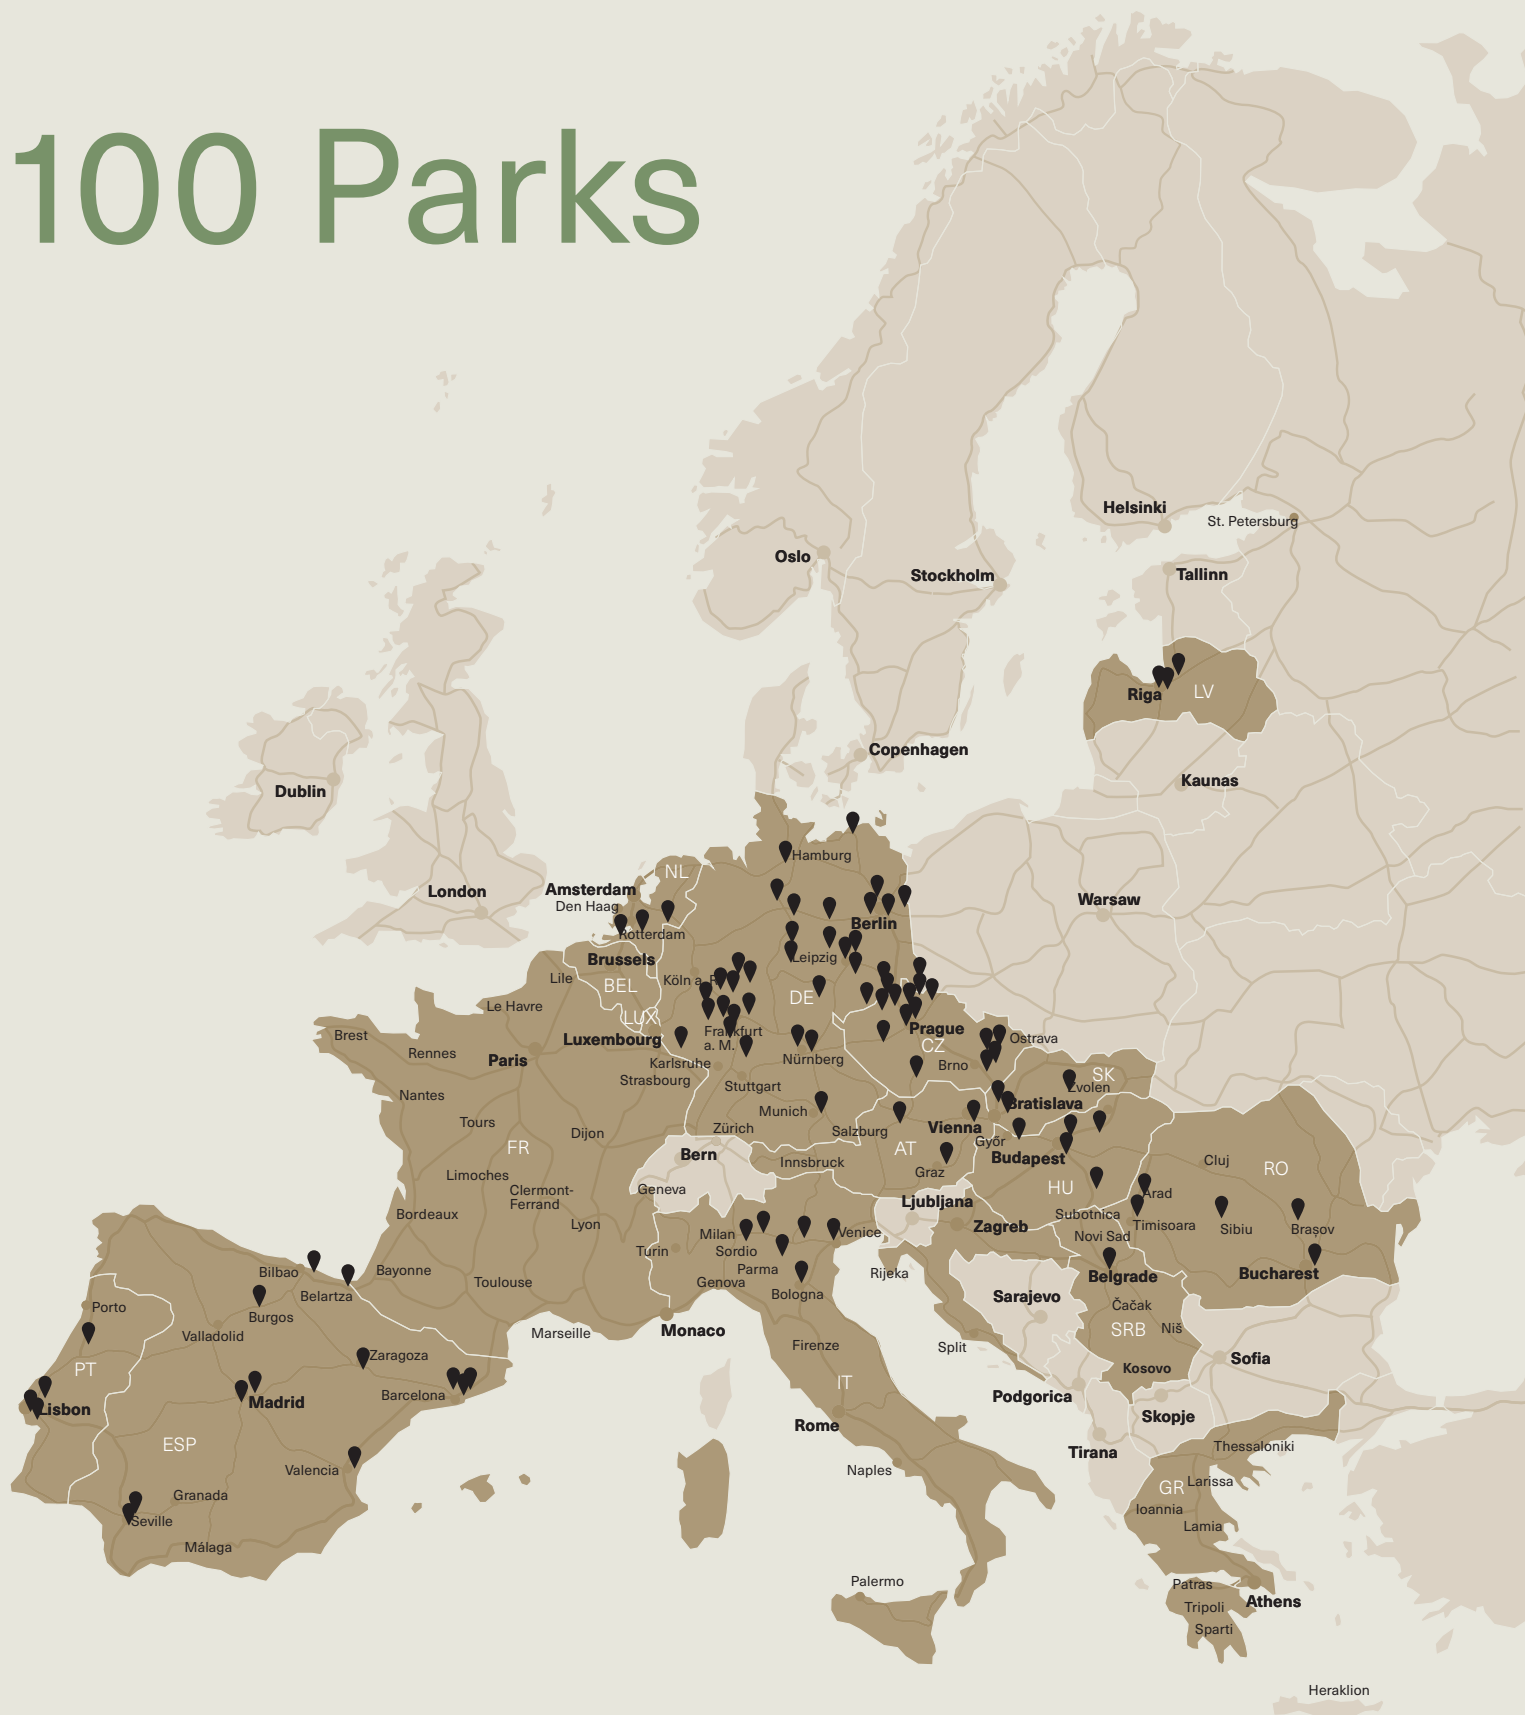 100 Parks
Helsinki
St. Petersburg
Oslo
Stockholm
Tallinn
Riga
LV
Copenhagen
Kaunas
Dublin
Hamburg
NL
Amsterdam
London
Den Haag
Warsaw
Berlin
Rotterdam
Brussels
Leipzig
Lile
Köln a. R
BEL
DE
Le Havre
LUX
Frankfurt
a. M.
Prague
Brest
Luxembourg
Ostrava
CZ
Rennes
Paris
Nürnberg
Karlsruhe
Brno
Strasbourg
Stuttgart
SK
Zvolen
Nantes
Munich
Bratislava
Tours
Zürich
Salzburg
Vienna
Dijon
Győr
FR
Bern
AT
Budapest
Innsbruck
Cluj
RO
Limoches
Graz
Geneva
HU
Arad
Clermont-
Ferrand
Ljubljana
Bordeaux
Lyon
Subotnica
Zagreb
Timisoara
Sibiu
Brașov
Milan
Venice
Novi Sad
Turin
Sordio
Bilbao
Bayonne
Parma
Rijeka
Belgrade
Bucharest
Toulouse
Genova
Belartza
Bologna
Sarajevo
Porto
Burgos
Čačak
Valladolid
Marseille
Monaco
SRB
Niš
Firenze
Split
Zaragoza
Sofia
PT
Kosovo
IT
Barcelona
Podgorica
Madrid
Lisbon
Skopje
Rome
ESP
Thessaloniki
Tirana
Valencia
Naples
Larissa
GR
Granada
Ioannia
Seville
Lamia
Málaga
Palermo
Patras
Athens
Tripoli
Sparti
Heraklion